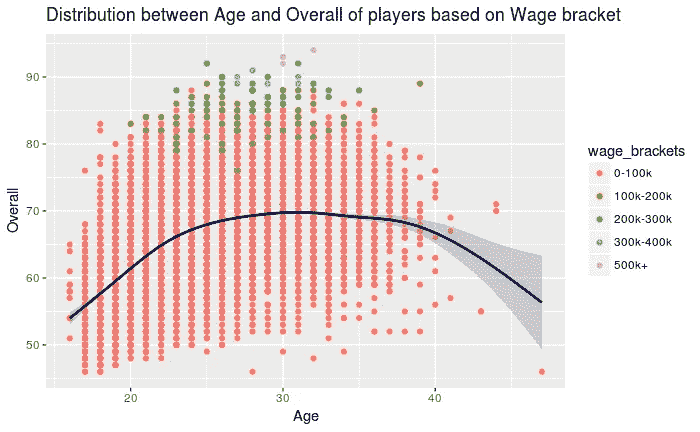 Distribution between Age and Overall of players based on Wage bracket
90
80
70
60
50
Overall
20
30
40
Age
wage_brackets
0-100k
100k-200k
200k-300k
300k-400k
500k+